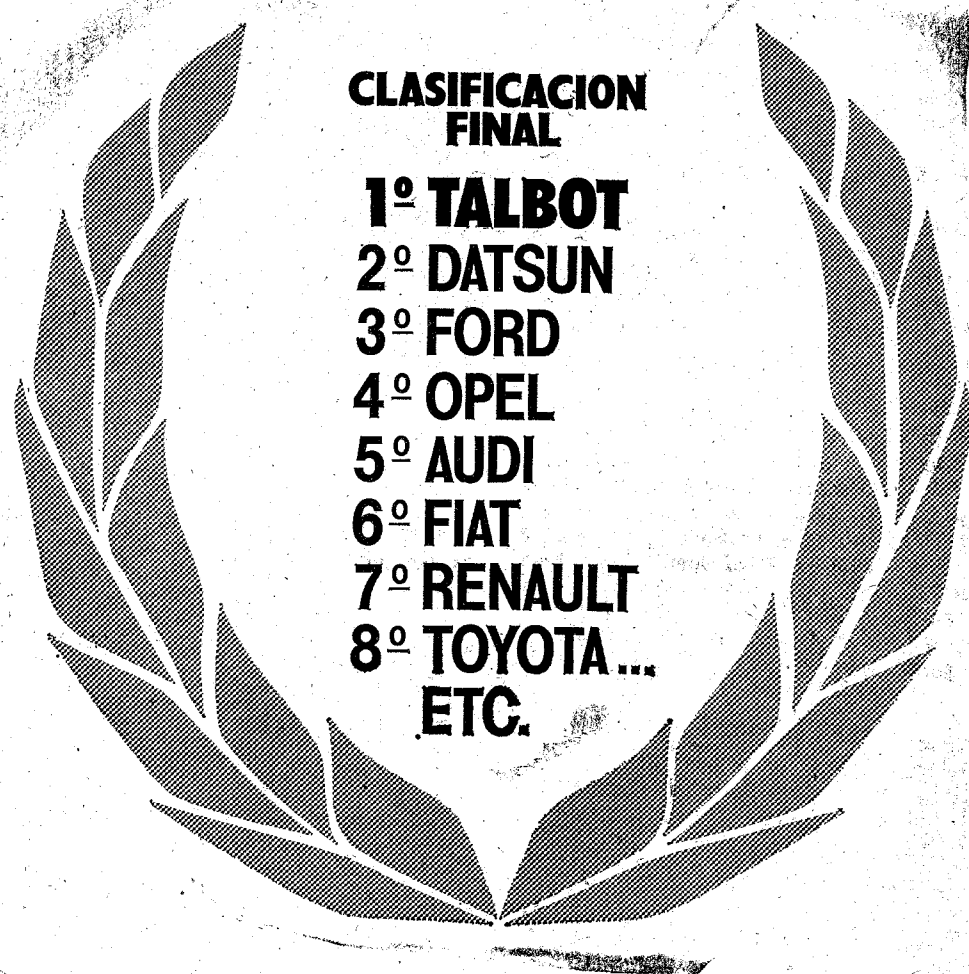 CLASIFICACION
FINAL
1º TALBOT
2º DATSUN
3º FORD
4º OPEL
5º AUDI
6º FIAT
7º RENAULT
8º TOYOTA...
ETC.